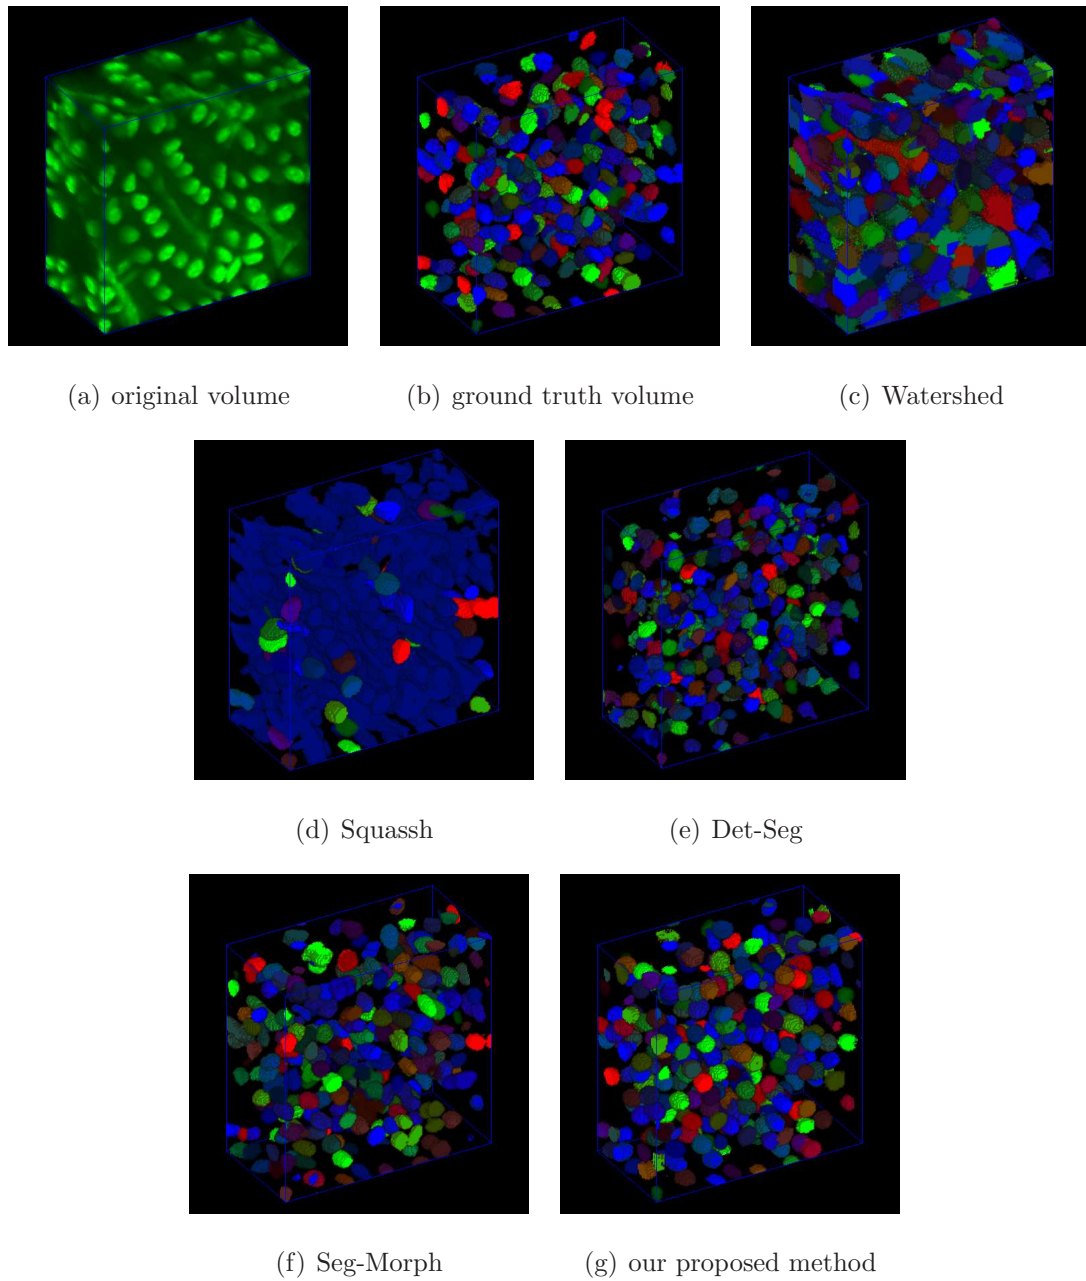 (a) original volume
(b) ground truth volume
(c) Watershed
(d) Squassh
(e) Det-Seg
(f) Seg-Morph
(g) our proposed method